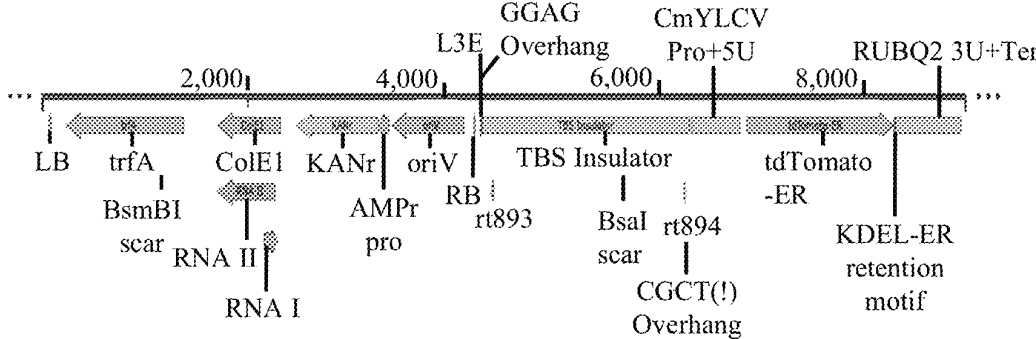 GGAG
Overhang
CmYLCV
Pro+5U
L3E
RUBQ2 3U+Ter
2,000
4,000
6,000
8,000
TBS Insulator
LB
trfA
ColE1
KANr
oriV
TBS Insulator
tdTomato
-ER
BsmBI
scar
AMPr
pro
RB
rt893
BsaI
scar
rt894
KDEL-ER
retention
motif
RNA II
RNA I
CGCT(!)
Overhang